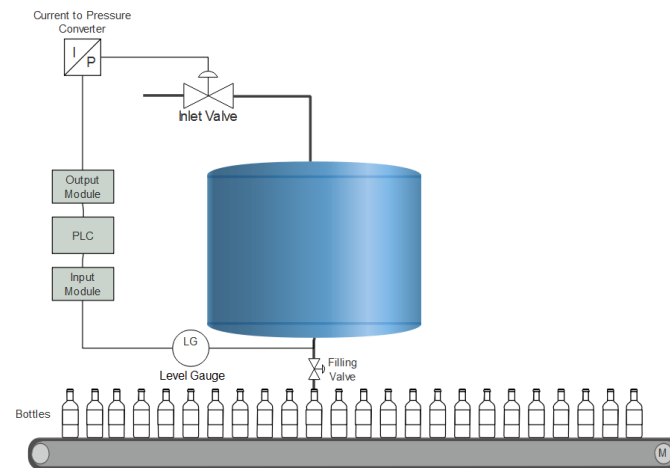 Current to Pressure
Converter
I
P
Inlet Valve
Output
Module
PLC
Input
Module
LG
Level Gauge
Filling
Valve
Bottles
M